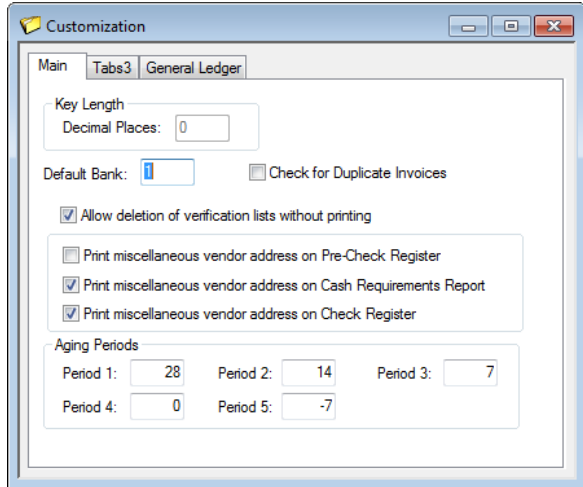 Customization
Main Tabs3 General Ledger
Key Length
Decimal Places: 0
Default Bank: 1 Check for Duplicate Invoices
Allow deletion of verification lists without printing
Print miscellaneous vendor address on Pre-Check Register
Print miscellaneous vendor address on Cash Requirements Report
Print miscellaneous vendor address on Check Register
Aging Periods
Period 1: 28 Period 2: 14 Period 3: 7
Period 4: 0 Period 5: -7